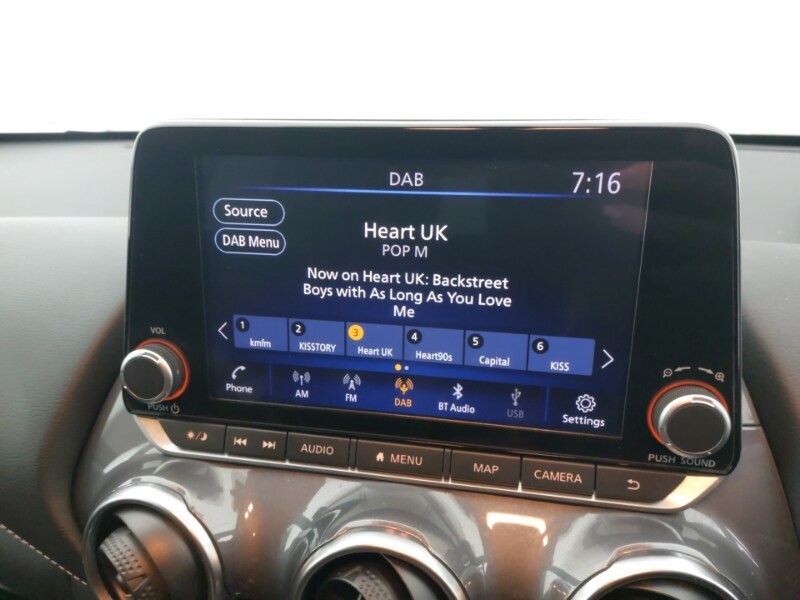 DAB
7:16
Source
DAB Menu
Heart UK
POP M
Now on Heart UK: Backstreet
Boys with As Long As You Love
Me
1 kmfm
2 KISSTORY
3 Heart UK
4 Heart90s
5 Capital
6 KISS
Phone
AM
FM
DAB
BT Audio
USB
Settings
VOL
PUSH
PUSH SOUND
AUDIO
MENU
MAP
CAMERA